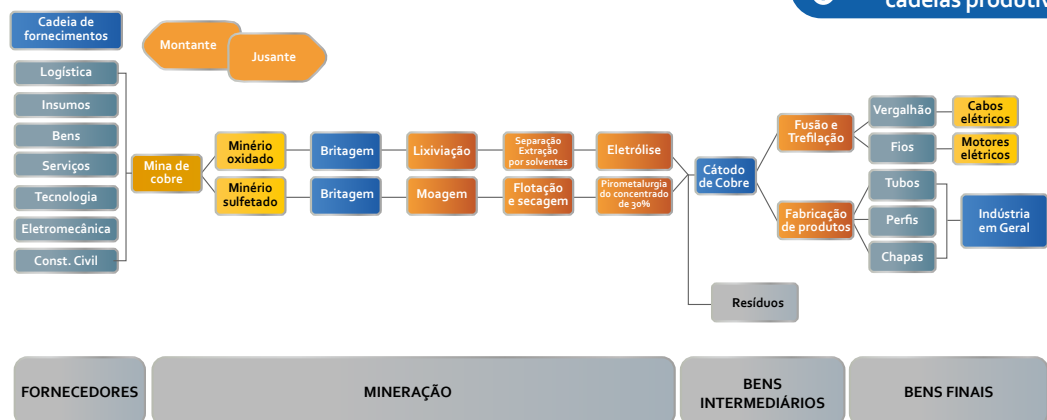 cadeias produtiv
Cadeia de
fornecimentos
Montante
Jusante
Logística
Insumos
Bens
Serviços
Tecnologia
Eletromecânica
Const. Civil
Mina de
cobre
Minério
oxidado
Britagem
Lixiviação
Separação
Extração
por solventes
Eletrólise
Minério
sulfetado
Britagem
Moagem
Flotação
e secagem
Pirometalurgia
do concentrado
de 30%
Cátodo
de Cobre
Resíduos
Fusão e
Trefilação
Vergalhão
Cabos
elétricos
Fios
Motores
elétricos
Fabricação
de produtos
Tubos
Perfis
Chapas
Indústria
em Geral
FORNECEDORES
MINERAÇÃO
BENS
INTERMEDIÁRIOS
BENS FINAIS